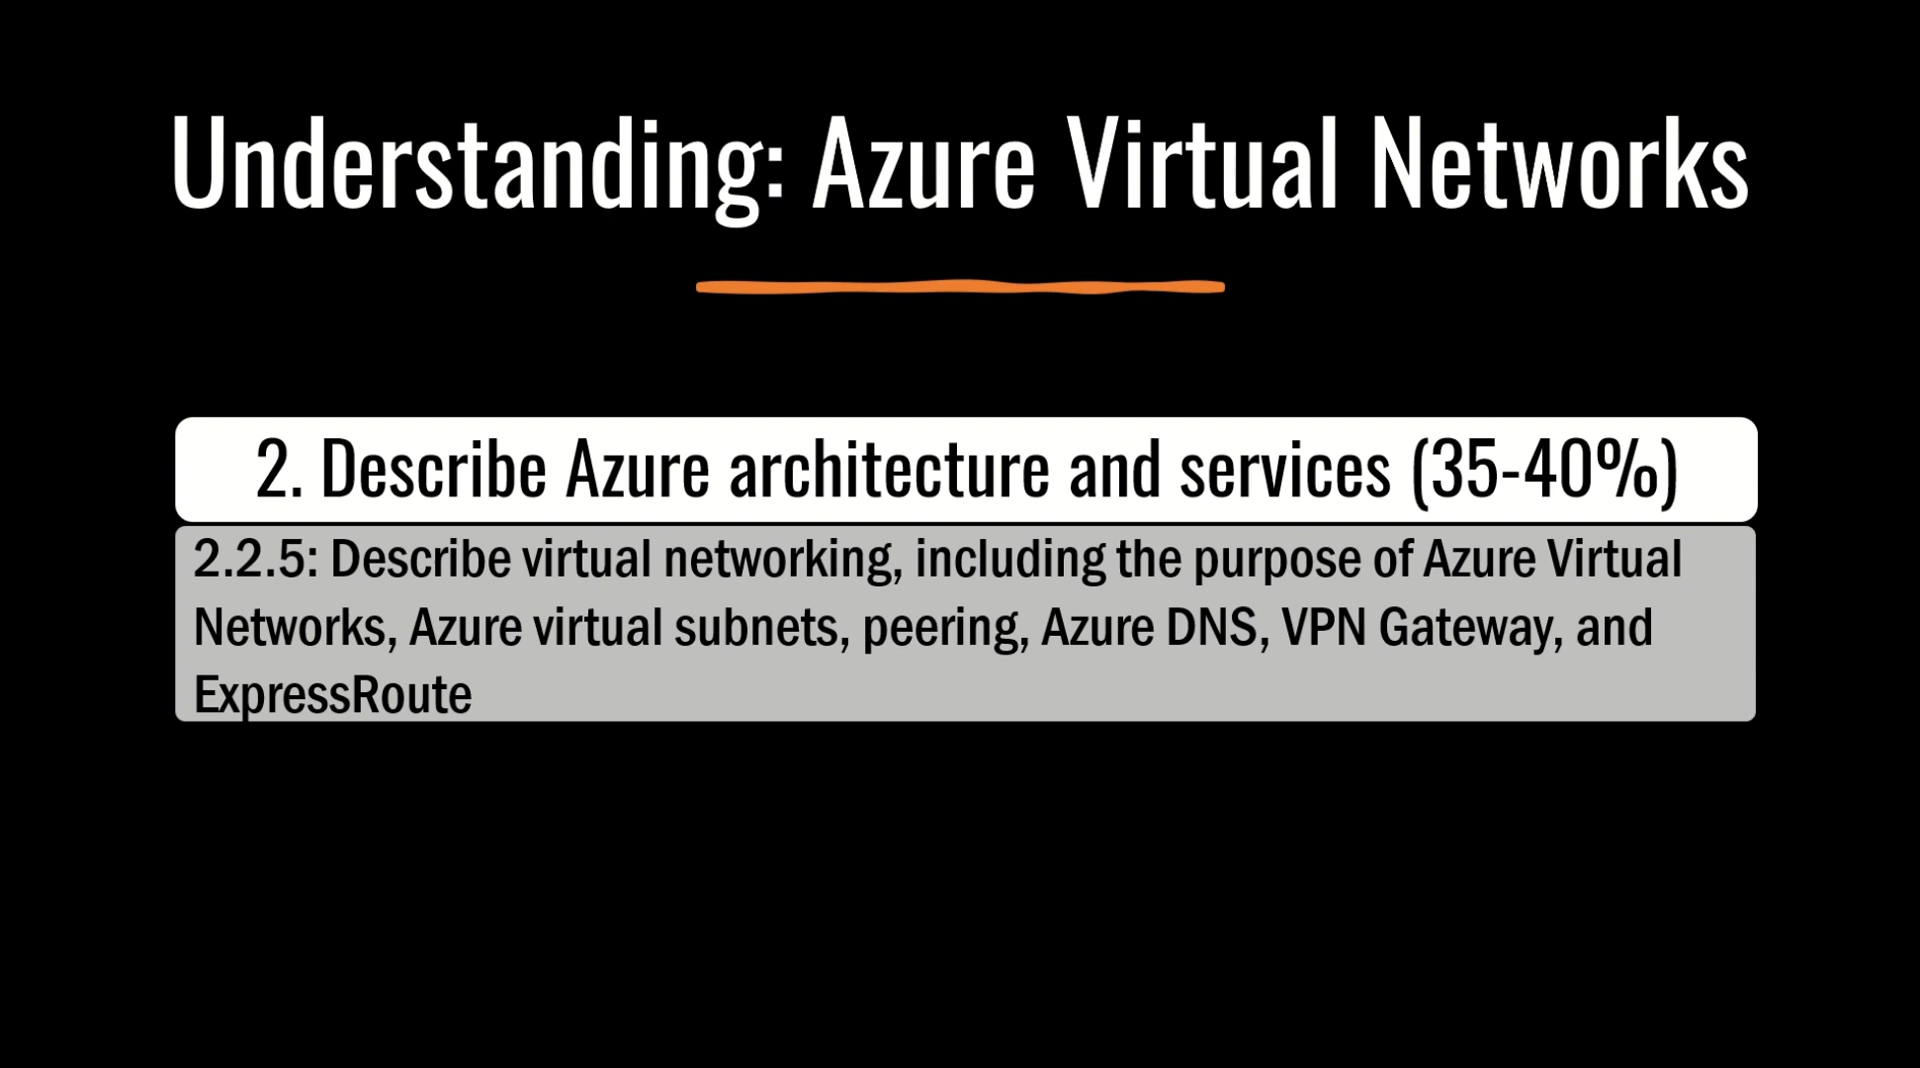 Understanding: Azure Virtual Networks
2. Describe Azure architecture and services (35-40%)
2.2.5: Describe virtual networking, including the purpose of Azure Virtual
Networks, Azure virtual subnets, peering, Azure DNS, VPN Gateway, and
ExpressRoute